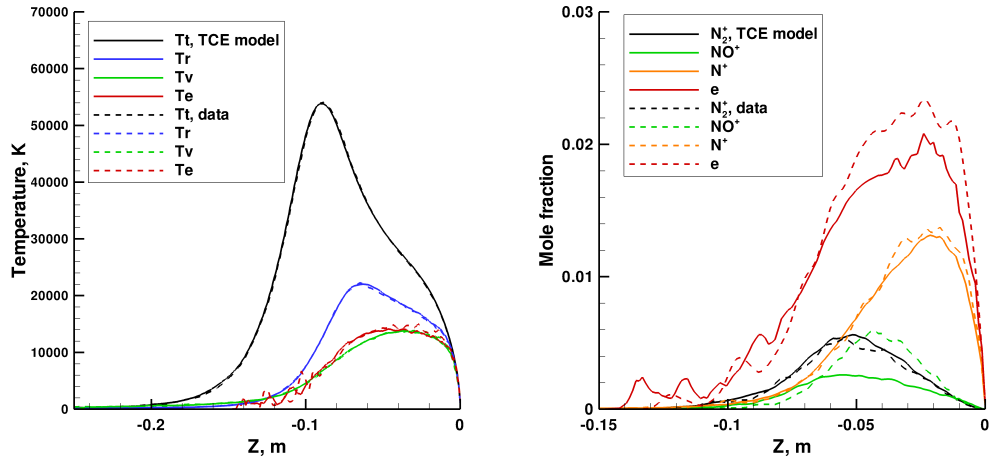 70000
60000
50000
40000
30000
20000
10000
0
Temperature, K
Tt, TCE model
Tr
Tv
Te
Tt, data
Tr
Tv
Te
-0.2
-0.1
0
Z, m
0.03
0.02
0.01
0
Mole fraction
N₂⁺, TCE model
NO⁺
N⁺
e
N₂⁺, data
NO⁺
N⁺
e
-0.15
-0.1
-0.05
0
Z, m